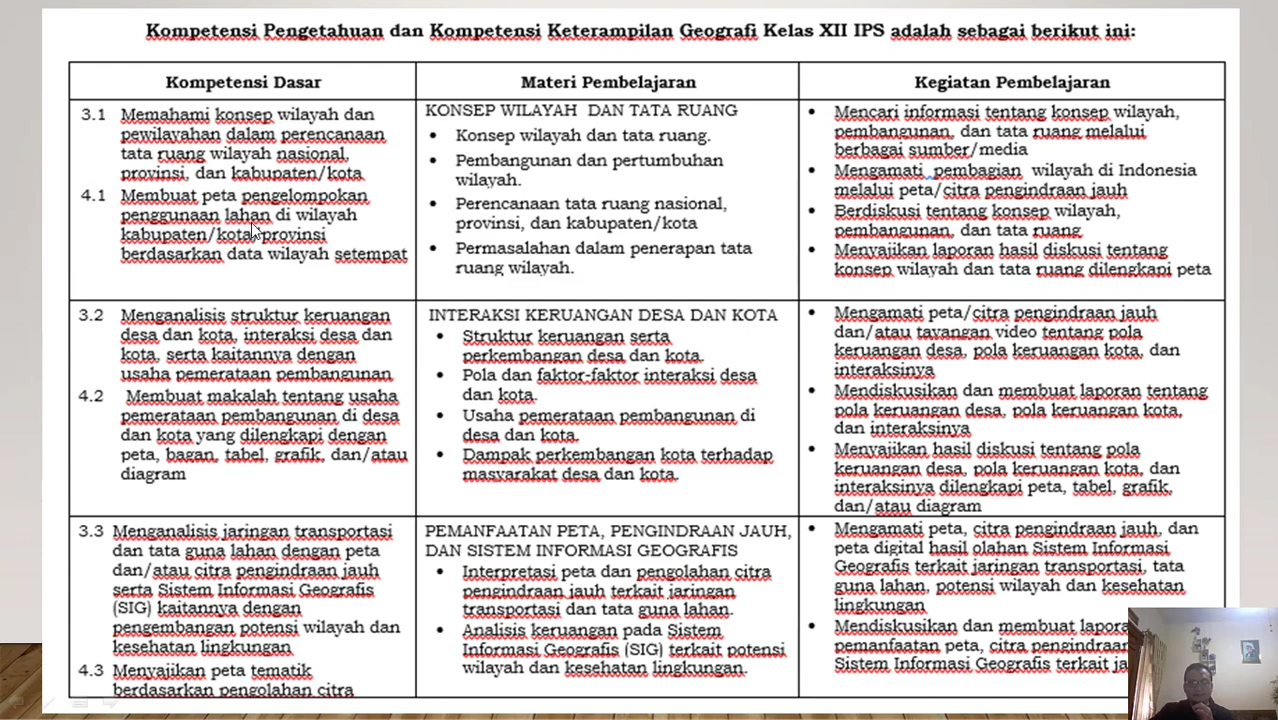 Kompetensi Pengetahuan dan Kompetensi Keterampilan Geografi Kelas XII IPS adalah sebagai berikut ini:
Kompetensi Dasar
Materi Pembelajaran
Kegiatan Pembelajaran
3.1 Memahami konsep wilayah dan
pewilayahan dalam perencanaan
tata ruang wilayah nasional,
provinsi, dan kabupaten/kota
4.1 Membuat peta pengelompokan
penggunaan lahan di wilayah
kabupaten/kota/provinsi
berdasarkan data wilayah setempat
KONSEP WILAYAH DAN TATA RUANG
• Konsep wilayah dan tata ruang.
• Pembangunan dan pertumbuhan
wilayah.
• Perencanaan tata ruang nasional,
provinsi, dan kabupaten/kota
• Permasalahan dalam penerapan tata
ruang wilayah.
• Mencari informasi tentang konsep wilayah,
pembangunan, dan tata ruang melalui
berbagai sumber/media
• Mengamati pembagian wilayah di Indonesia
melalui peta/citra pengindraan jauh
• Berdiskusi tentang konsep wilayah,
pembangunan, dan tata ruang
• Menyajikan laporan hasil diskusi tentang
konsep wilayah dan tata ruang dilengkapi peta
3.2 Menganalisis struktur keruangan
desa dan kota, interaksi desa dan
kota, serta kaitannya dengan
usaha pemerataan pembangunan
4.2 Membuat makalah tentang usaha
pemerataan pembangunan di desa
dan kota yang dilengkapi dengan
peta, bagan, tabel, grafik, dan/atau
diagram
INTERAKSI KERUANGAN DESA DAN KOTA
• Struktur keruangan serta
perkembangan desa dan kota.
• Pola dan faktor-faktor interaksi desa
dan kota.
• Usaha pemerataan pembangunan di
desa dan kota.
• Dampak perkembangan kota terhadap
masyarakat desa dan kota.
• Mengamati peta/citra pengindraan jauh
dan/atau tayangan video tentang pola
keruangan desa, pola keruangan kota, dan
interaksinya
• Mendiskusikan dan membuat laporan tentang
pola keruangan desa, pola keruangan kota,
dan interaksinya
• Menyajikan hasil diskusi tentang pola
keruangan desa, pola keruangan kota, dan
interaksinya dilengkapi peta, tabel, grafik,
dan/atau diagram
3.3 Menganalisis jaringan transportasi
dan tata guna lahan dengan peta
dan/atau citra pengindraan jauh
serta Sistem Informasi Geografis
(SIG) kaitannya dengan
pengembangan potensi wilayah dan
kesehatan lingkungan
4.3 Menyajikan peta tematik
berdasarkan pengolahan citra
PEMANFAATAN PETA, PENGINDRAAN JAUH,
DAN SISTEM INFORMASI GEOGRAFIS
• Interpretasi peta dan pengolahan citra
pengindraan jauh terkait jaringan
transportasi dan tata guna lahan.
• Analisis keruangan pada Sistem
Informasi Geografis (SIG) terkait potensi
wilayah dan kesehatan lingkungan.
• Mengamati peta, citra pengindraan jauh, dan
peta digital hasil olahan Sistem Informasi
Geografis terkait jaringan transportasi, tata
guna lahan, potensi wilayah dan kesehatan
lingkungan
• Mendiskusikan dan membuat lapora
pemanfaatan peta, citra pengindraan
Sistem Informasi Geografis terkait ja